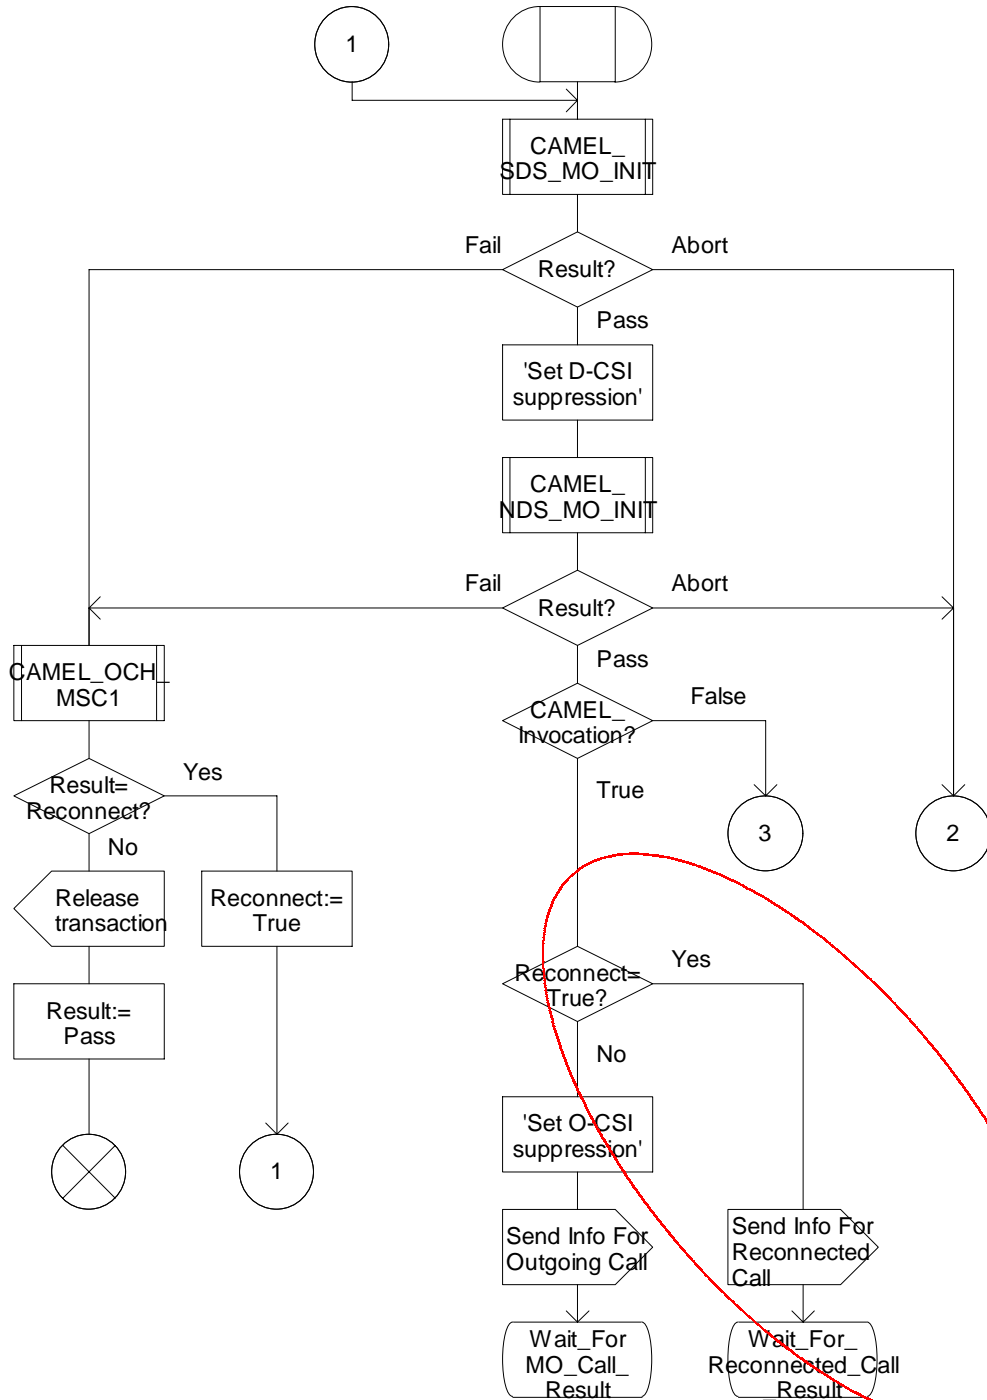 1
CAMEL_
SDS_MO_INIT
Fail
Abort
Result?
Pass
'Set D-CSI
suppression'
CAMEL_
NDS_MO_INIT
Fail
Abort
Result?
Pass
CAMEL_OCH_
MSC1
CAMEL_
Invocation?
False
True
Result=
Reconnect?
Yes
No
3
2
Release
transaction
Reconnect:=
True
Reconnect=
True?
Yes
No
Result:=
Pass
'Set O-CSI
suppression'
1
Send Info For
Outgoing Call
Send Info For
Reconnected
Call
Wait_For
MO_Call_
Result
Wait_For_
Reconnected_Call
_Result